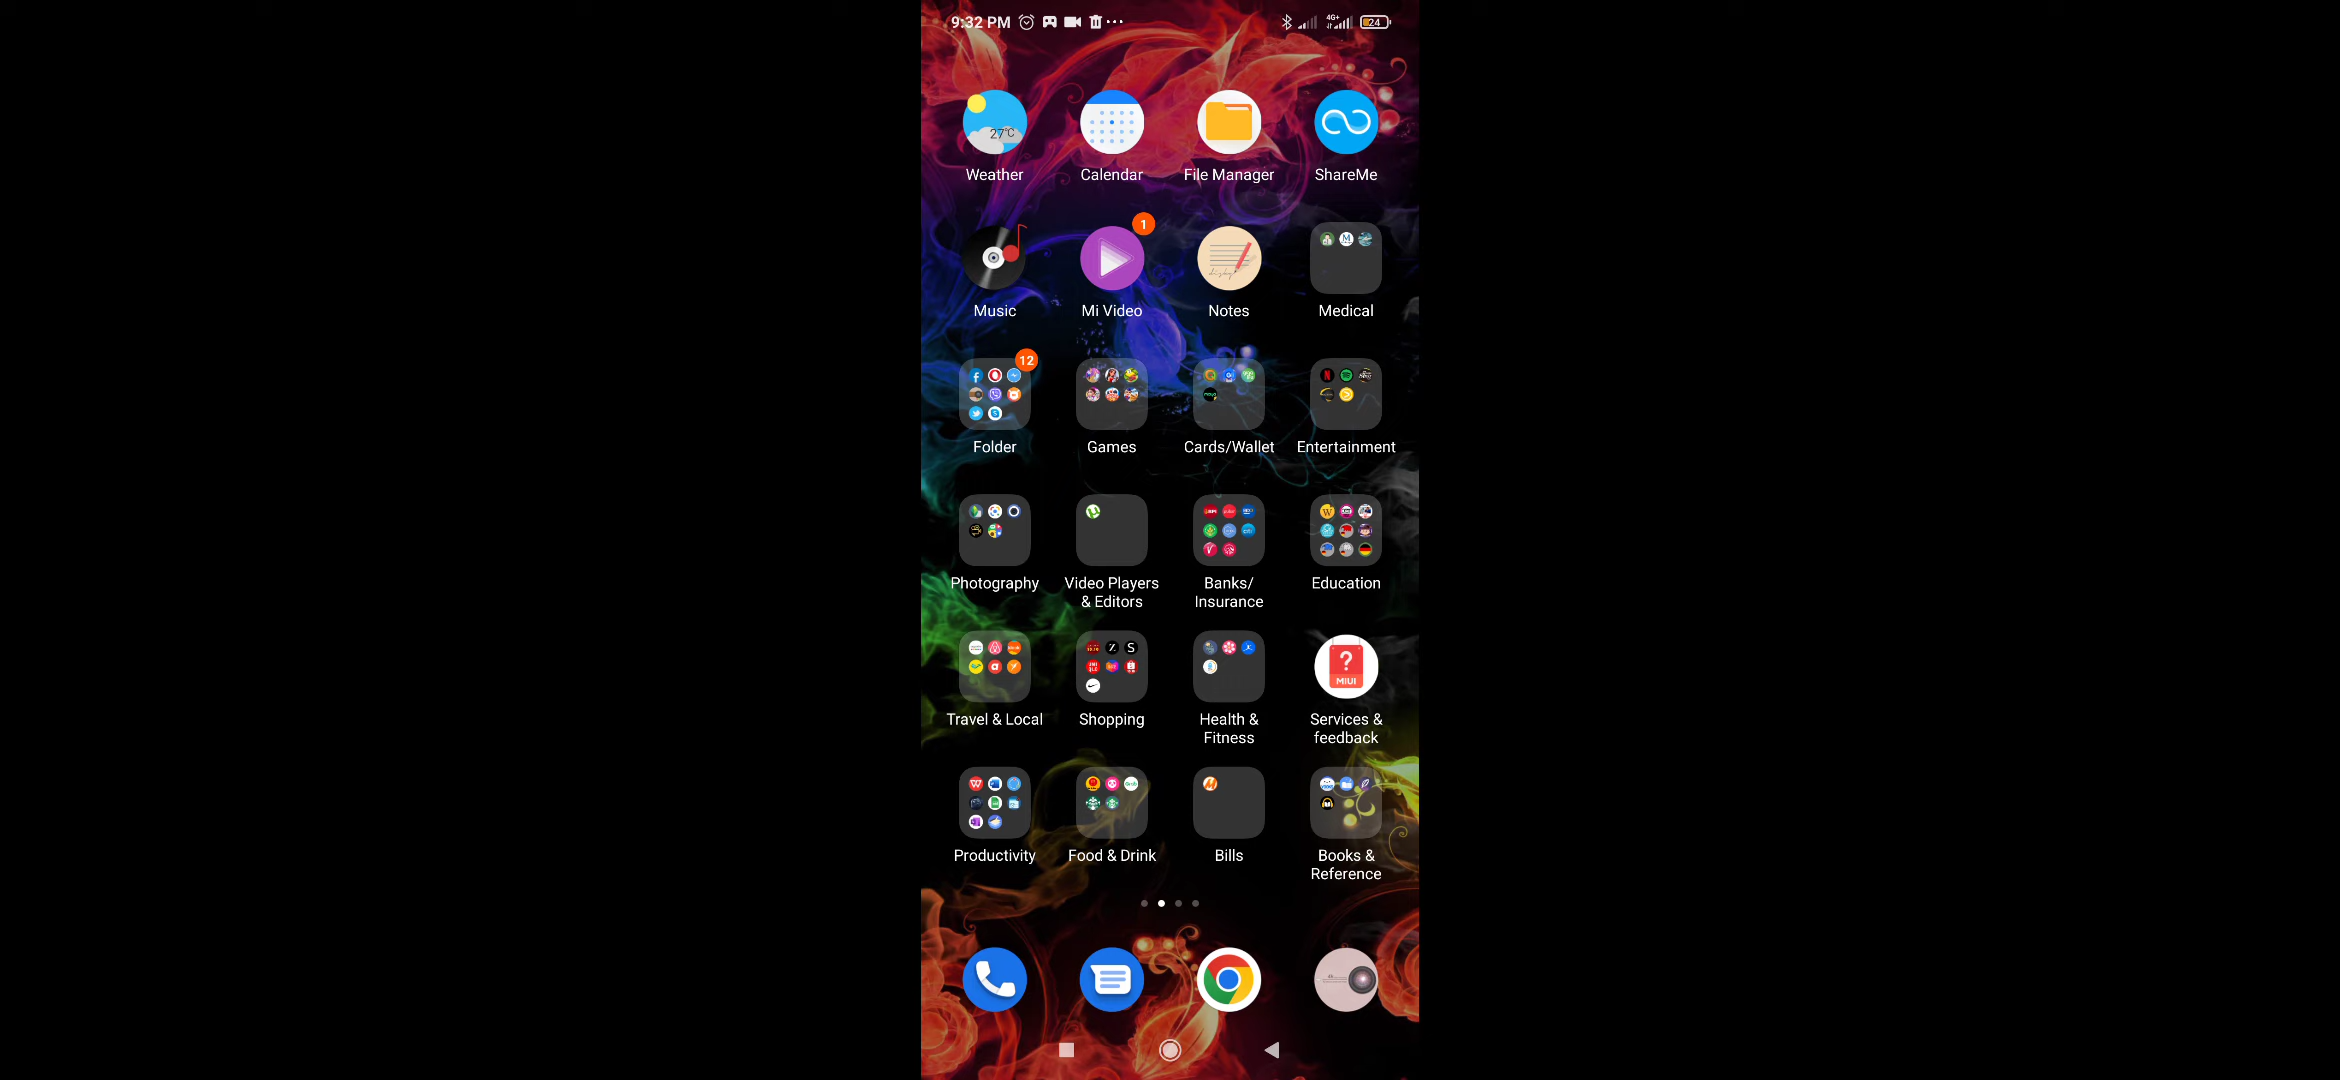 9:32 PM
4G+
24
27°C
Weather
Calendar
File Manager
ShareMe
1
Music
Mi Video
Notes
Medical
12
Folder
Games
Cards/Wallet
Entertainment
Photography
Video Players
& Editors
Banks/
Insurance
Education
Travel & Local
Shopping
Health &
Fitness
?
MIUI
Services &
feedback
Productivity
Food & Drink
Bills
Books &
Reference